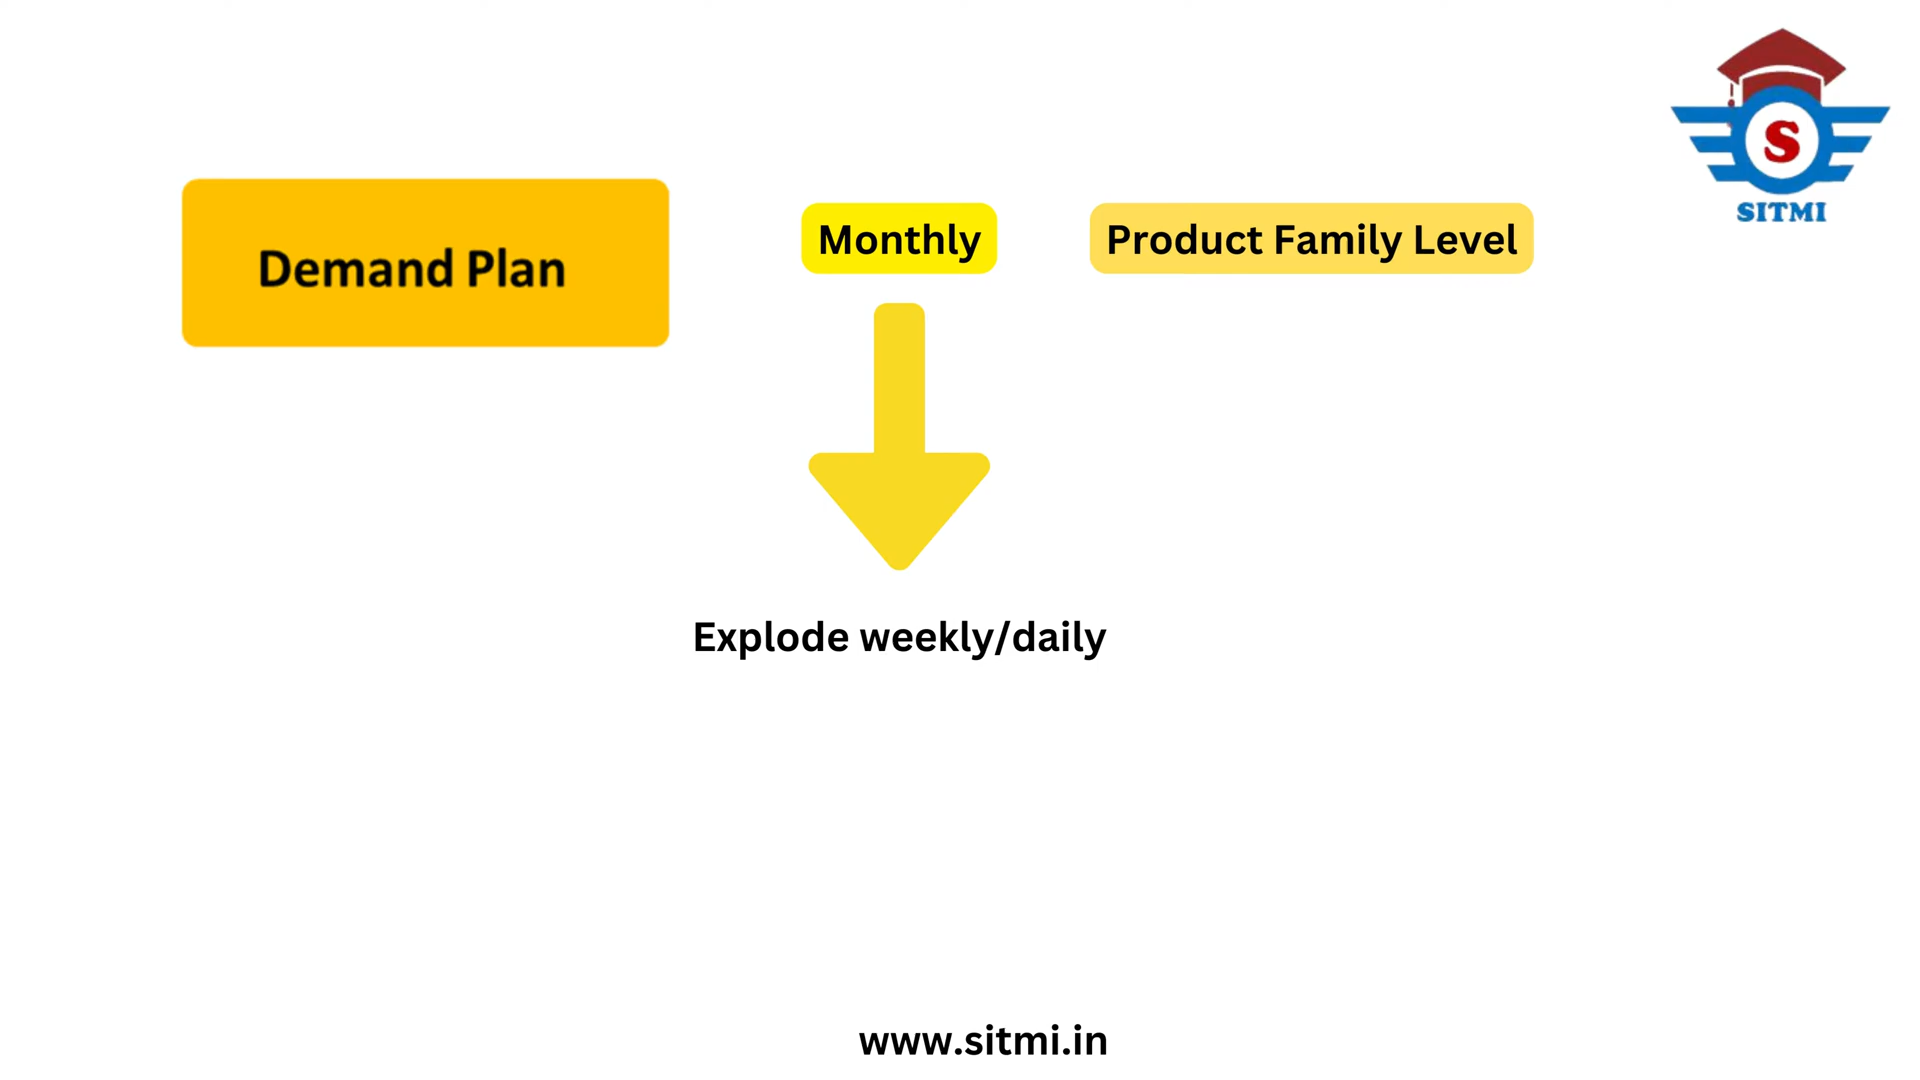 S
SITMI
Demand Plan
Monthly
Product Family Level
Explode weekly/daily
www.sitmi.in